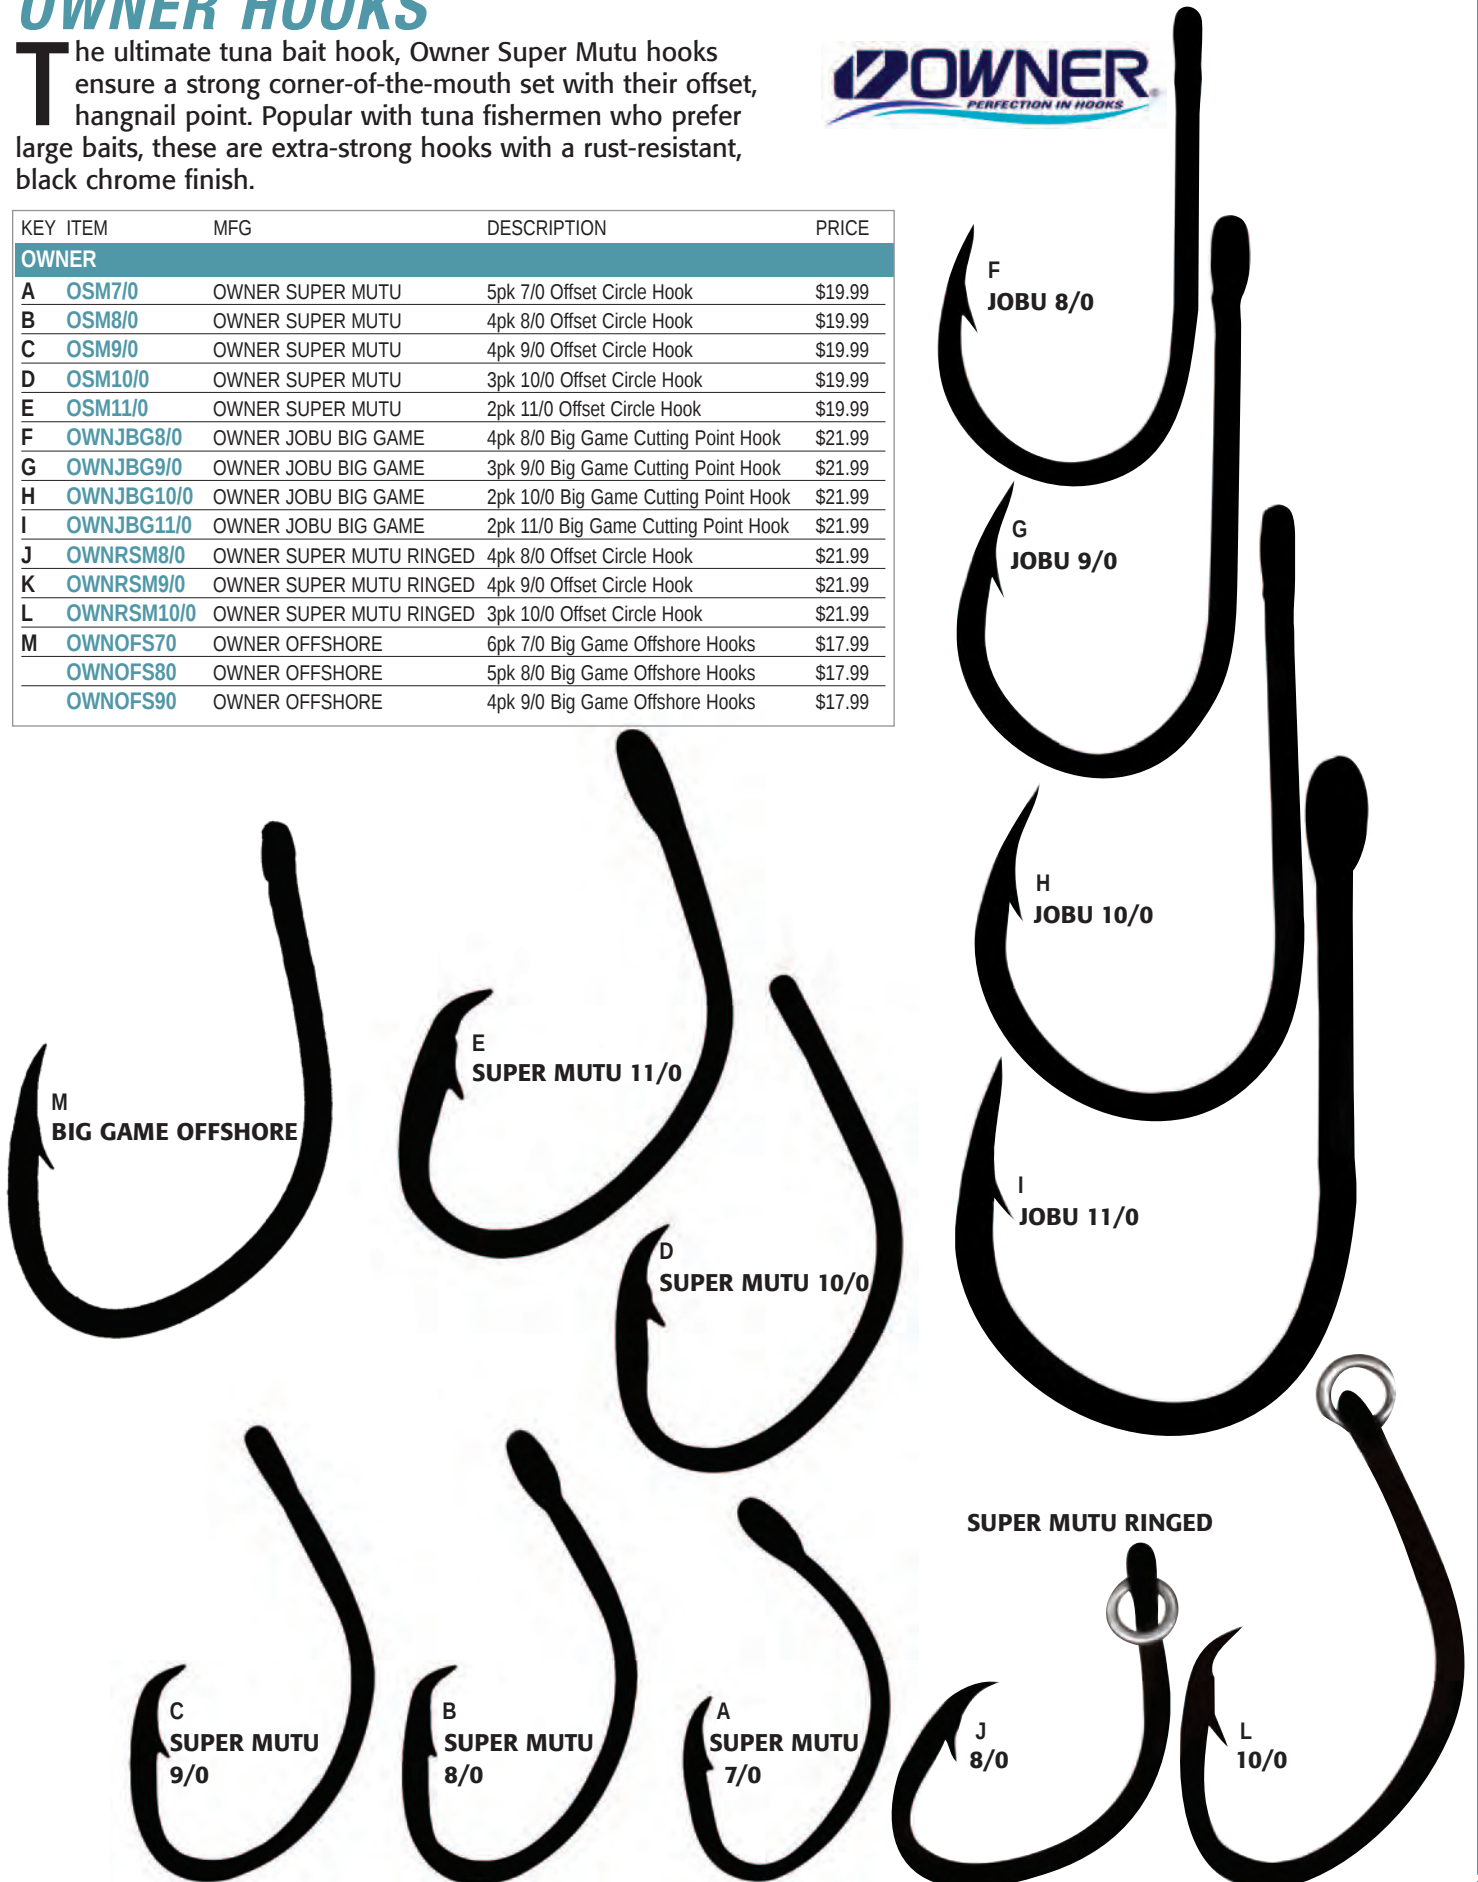 OWNER HOOKS
The ultimate tuna bait hook, Owner Super Mutu hooks
ensure a strong corner-of-the-mouth set with their offset,
hangnail point. Popular with tuna fishermen who prefer
large baits, these are extra-strong hooks with a rust-resistant,
black chrome finish.
OWNER
PERFECTION IN HOOKS
KEY ITEM MFG DESCRIPTION PRICE
OWNER
A OSM7/0 OWNER SUPER MUTU 5pk 7/0 Offset Circle Hook $19.99
B OSM8/0 OWNER SUPER MUTU 4pk 8/0 Offset Circle Hook $19.99
C OSM9/0 OWNER SUPER MUTU 4pk 9/0 Offset Circle Hook $19.99
D OSM10/0 OWNER SUPER MUTU 3pk 10/0 Offset Circle Hook $19.99
E OSM11/0 OWNER SUPER MUTU 2pk 11/0 Offset Circle Hook $19.99
F OWNJBG8/0 OWNER JOBU BIG GAME 4pk 8/0 Big Game Cutting Point Hook $21.99
G OWNJBG9/0 OWNER JOBU BIG GAME 3pk 9/0 Big Game Cutting Point Hook $21.99
H OWNJBG10/0 OWNER JOBU BIG GAME 2pk 10/0 Big Game Cutting Point Hook $21.99
I OWNJBG11/0 OWNER JOBU BIG GAME 2pk 11/0 Big Game Cutting Point Hook $21.99
J OWNRSM8/0 OWNER SUPER MUTU RINGED 4pk 8/0 Offset Circle Hook $21.99
K OWNRSM9/0 OWNER SUPER MUTU RINGED 4pk 9/0 Offset Circle Hook $21.99
L OWNRSM10/0 OWNER SUPER MUTU RINGED 3pk 10/0 Offset Circle Hook $21.99
M OWNOFS70 OWNER OFFSHORE 6pk 7/0 Big Game Offshore Hooks $17.99
OWNOFS80 OWNER OFFSHORE 5pk 8/0 Big Game Offshore Hooks $17.99
OWNOFS90 OWNER OFFSHORE 4pk 9/0 Big Game Offshore Hooks $17.99
F
JOBU 8/0
G
JOBU 9/0
H
JOBU 10/0
I
JOBU 11/0
E
SUPER MUTU 11/0
M
BIG GAME OFFSHORE
D
SUPER MUTU 10/0
SUPER MUTU RINGED
C
SUPER MUTU
9/0
B
SUPER MUTU
8/0
A
SUPER MUTU
7/0
J
8/0
L
10/0